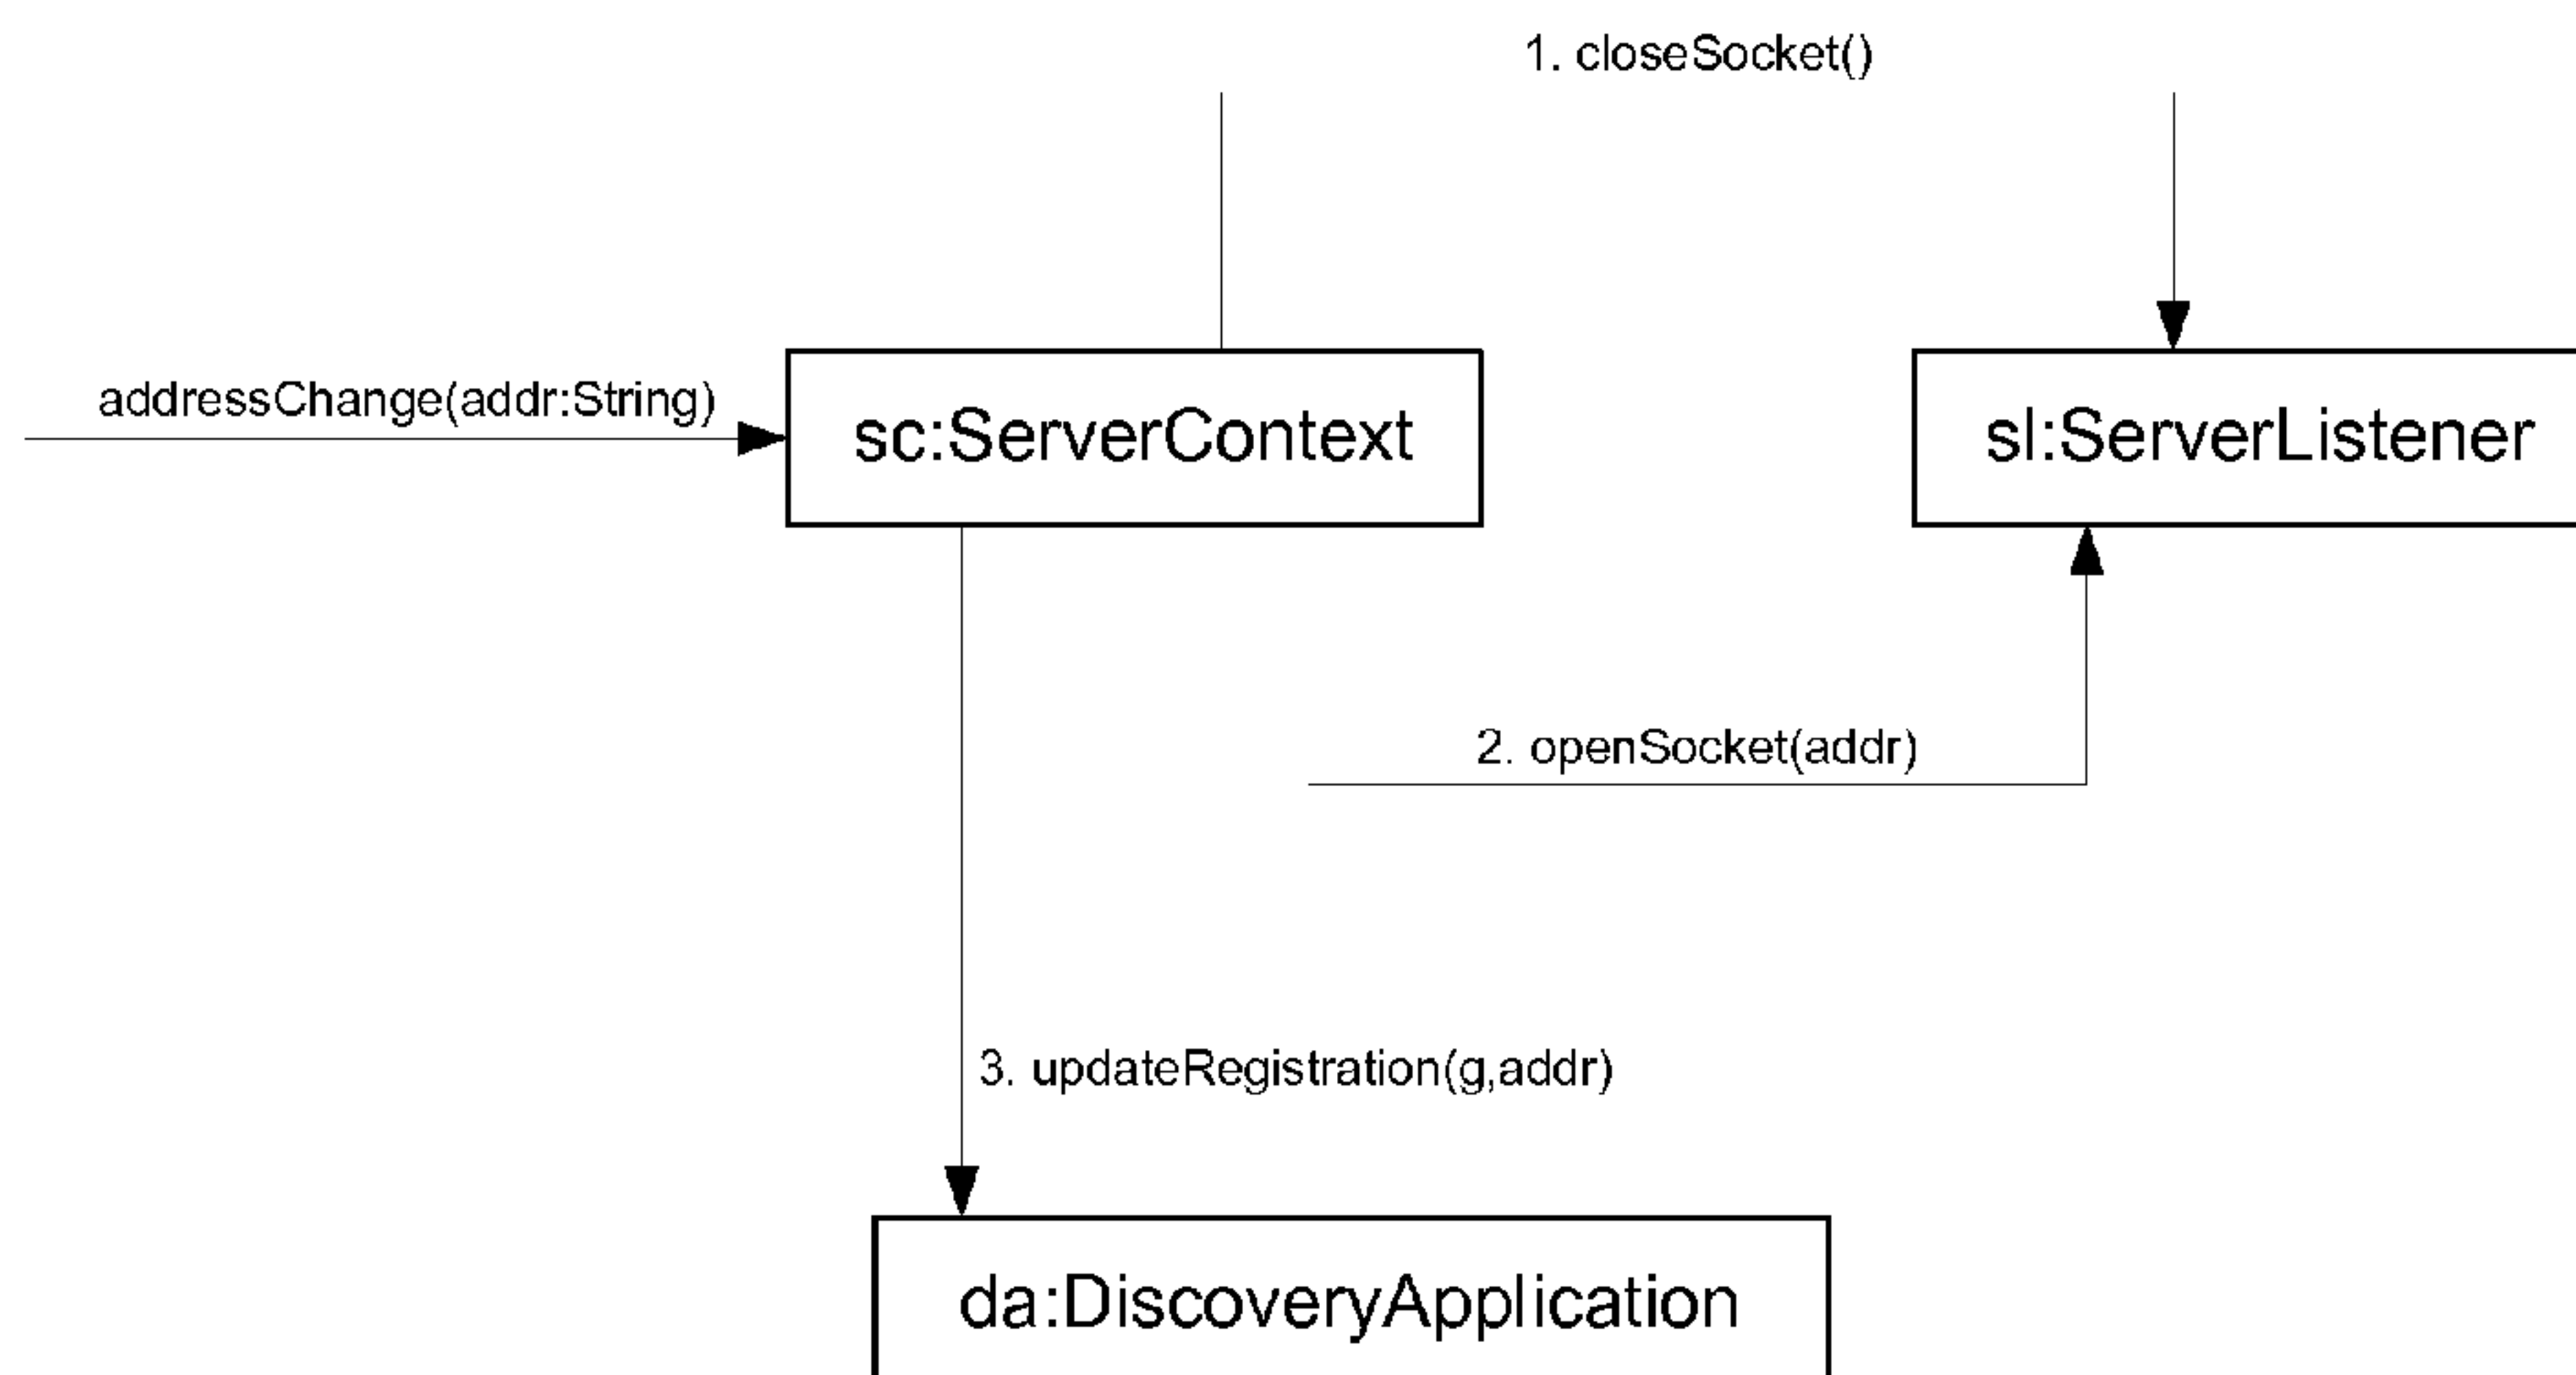 1. closeSocket()
addressChange(addr:String)
sc:ServerContext
sl:ServerListener
2. openSocket(addr)
3. updateRegistration(g,addr)
da:DiscoveryApplication